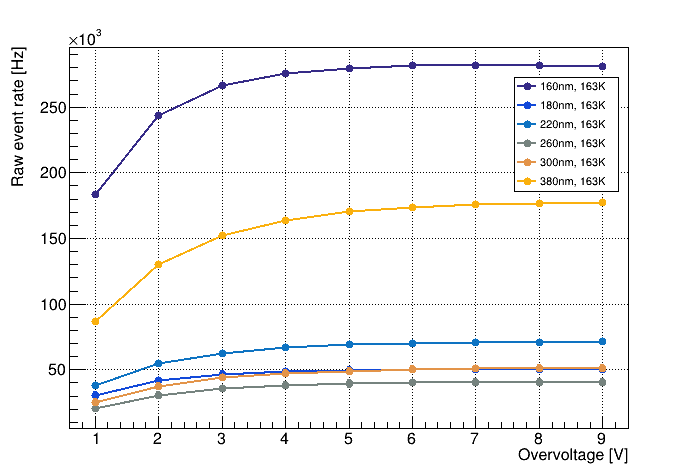 ×10³
Raw event rate [Hz]
250
200
150
100
50
160nm, 163K
180nm, 163K
220nm, 163K
260nm, 163K
300nm, 163K
380nm, 163K
1 2 3 4 5 6 7 8 9
Overvoltage [V]